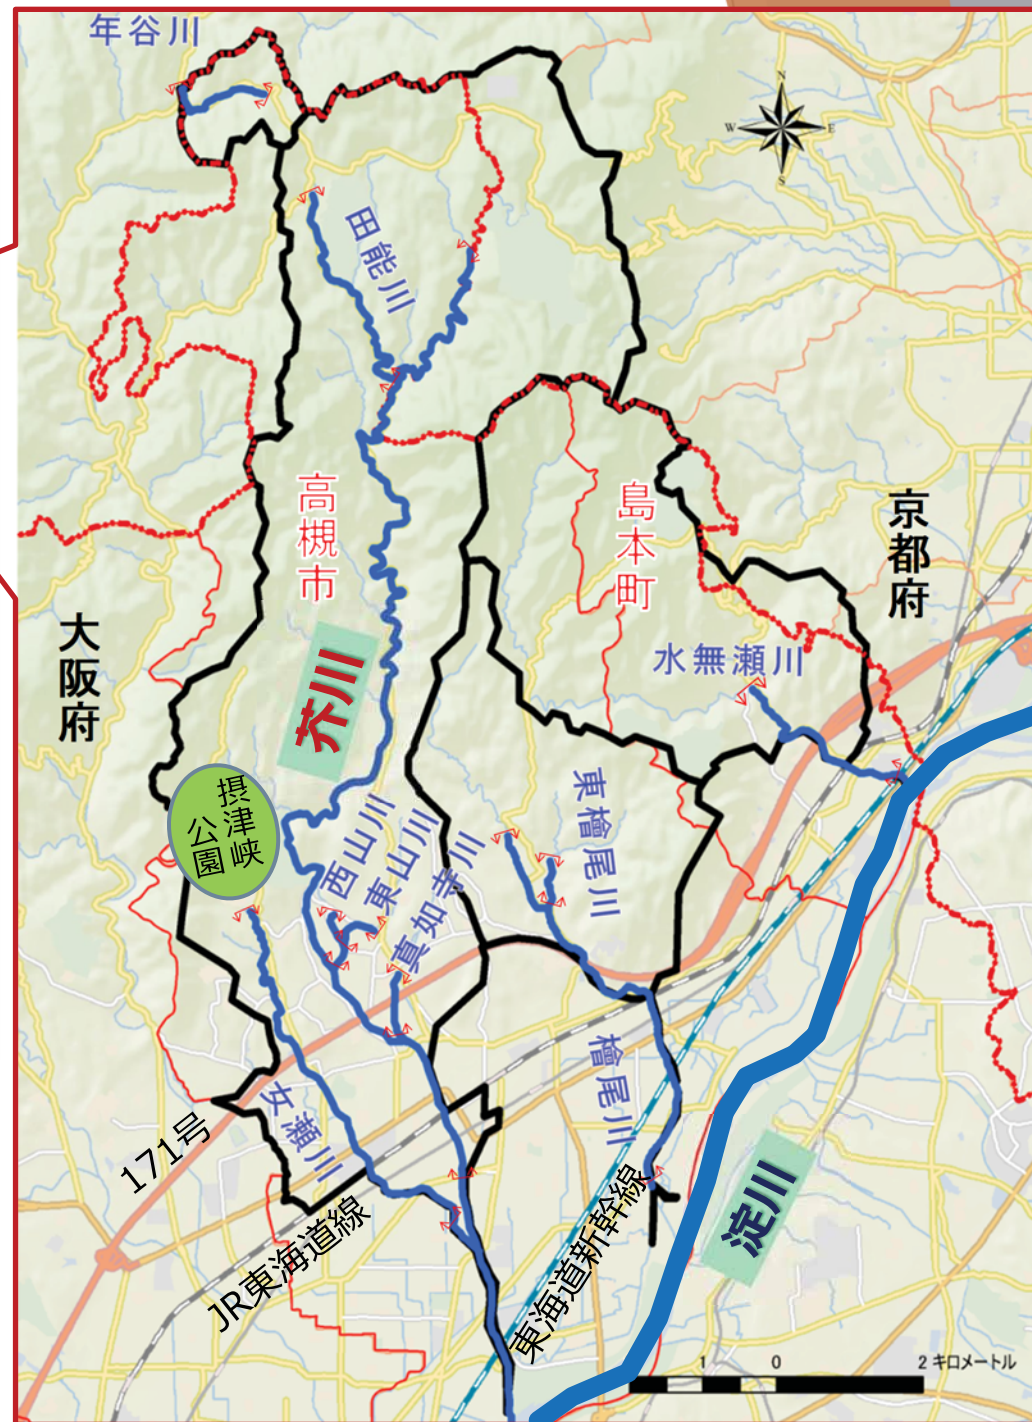 年谷川
N
W
E
S
田能川
高槻市
島本町
京都府
大阪府
水無瀬川
芥川
摂津峡
公園
西山川
東山川
真如寺川
東檜尾川
檜尾川
女瀬川
171号
JR東海道線
東海道新幹線
淀川
1 0 2 キロメートル